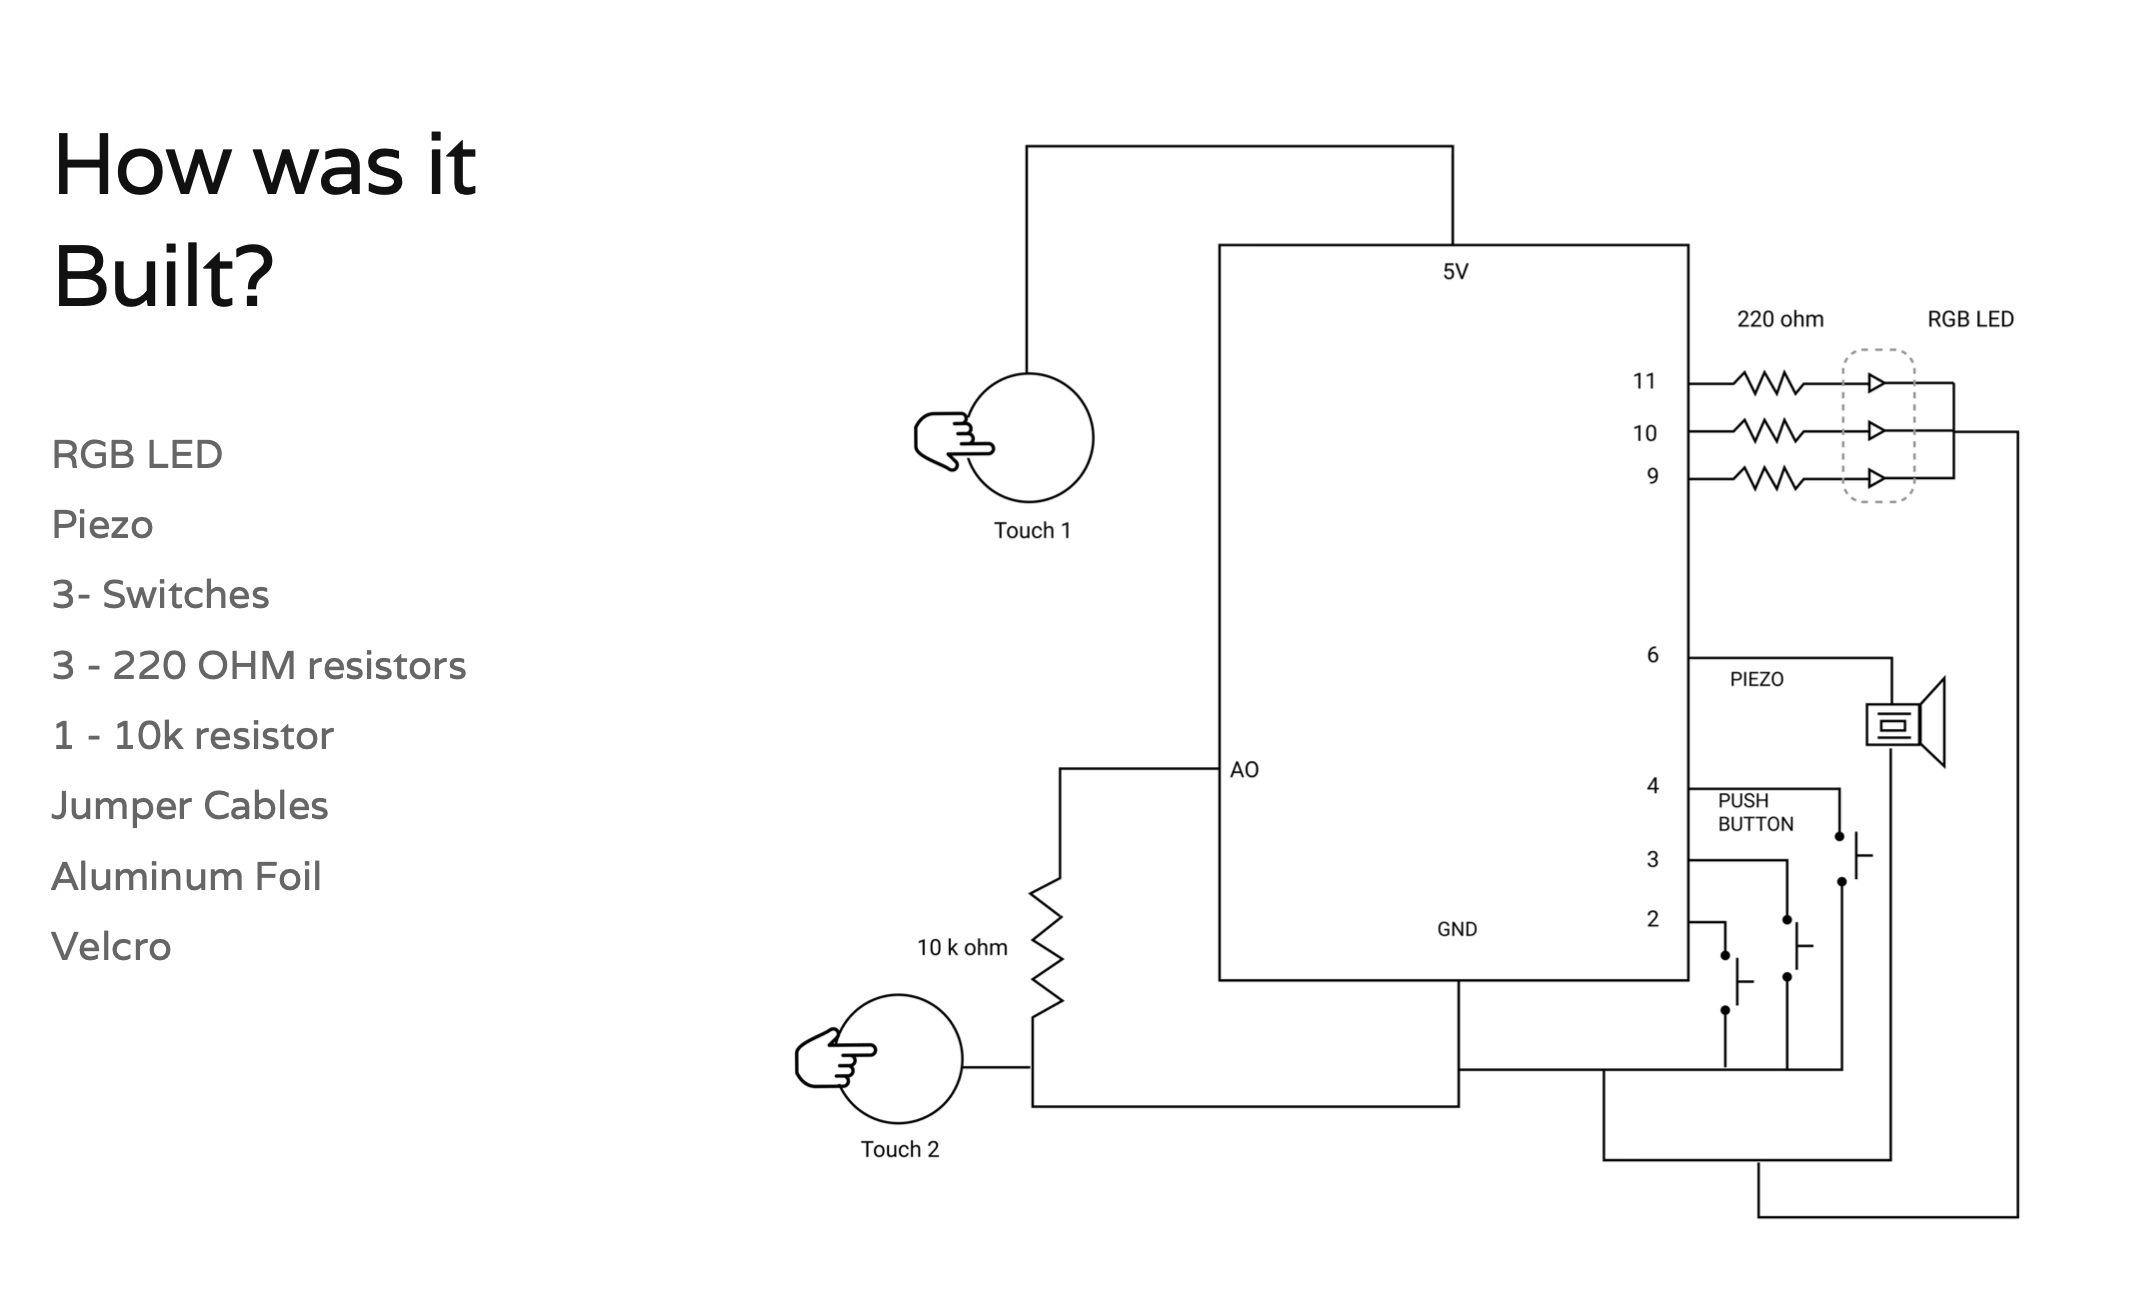 How was it
Built?
RGB LED
Piezo
3- Switches
3 - 220 OHM resistors
1 - 10k resistor
Jumper Cables
Aluminum Foil
Velcro
5V
220 ohm
RGB LED
11
10
9
Touch 1
6
PIEZO
AO
4
PUSH
BUTTON
3
2
GND
10 k ohm
Touch 2